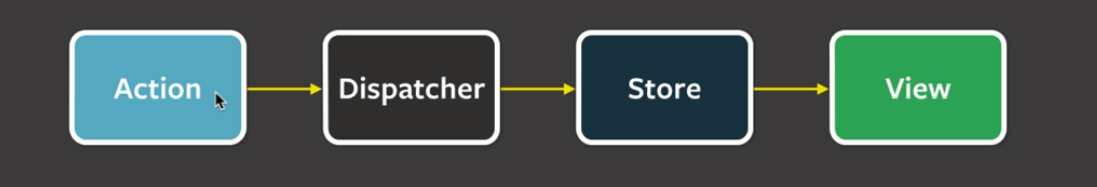 Action
Dispatcher
Store
View